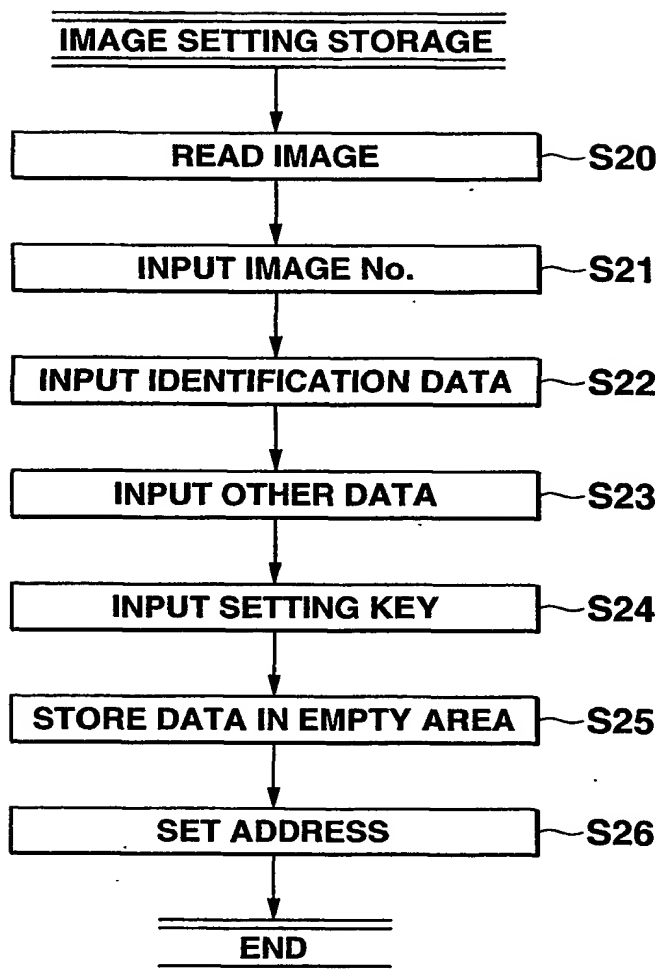 IMAGE SETTING STORAGE
READ IMAGE S20
INPUT IMAGE No. S21
INPUT IDENTIFICATION DATA S22
INPUT OTHER DATA S23
INPUT SETTING KEY S24
STORE DATA IN EMPTY AREA S25
SET ADDRESS S26
END